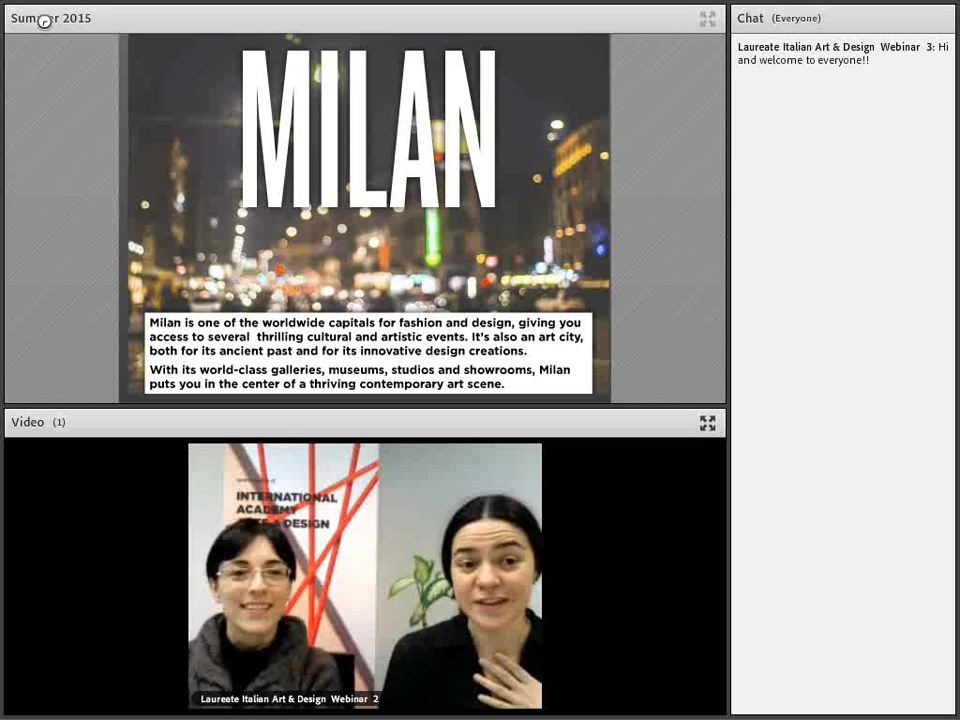 Summer 2015
MILAN
Milan is one of the worldwide capitals for fashion and design, giving you
access to several thrilling cultural and artistic events. It's also an art city,
both for its ancient past and for its innovative design creations.
With its world-class galleries, museums, studios and showrooms, Milan
puts you in the center of a thriving contemporary art scene.
Chat (Everyone)
Laureate Italian Art & Design Webinar 3: Hi
and welcome to everyone!!
Video (1)
INTERNATIONAL
ACADEMY
DESIGN
Laureate Italian Art & Design Webinar 2